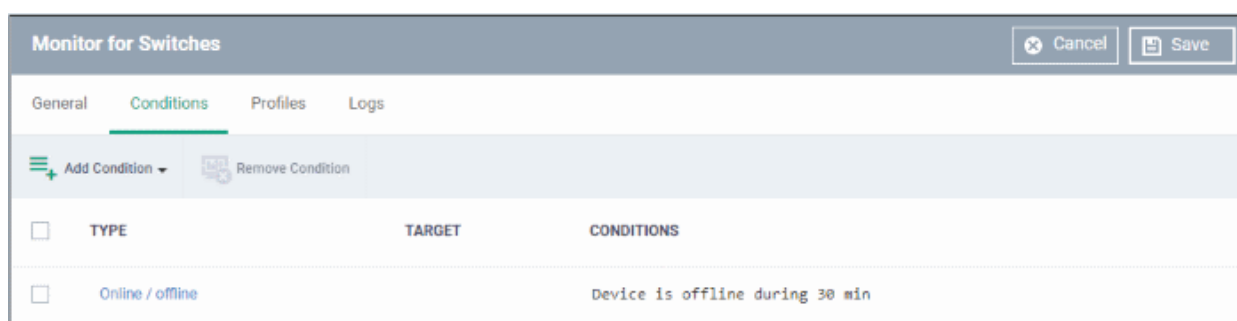 Monitor for Switches Cancel Save
General Conditions Profiles Logs
Add Condition Remove Condition
TYPE TARGET CONDITIONS
Online / offline Device is offline during 30 min